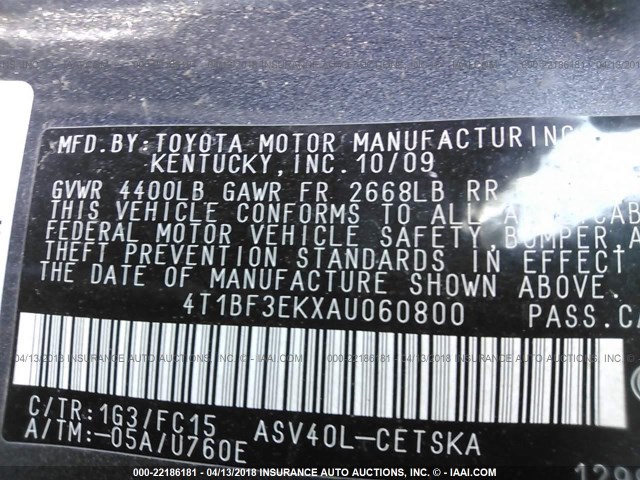 MFD. BY: TOYOTA MOTOR MANUFACTURING
KENTUCKY, INC. 10/09
GVWR 4400LB GAWR FR 2668LB RR
THIS VEHICLE CONFORMS TO ALL
FEDERAL MOTOR VEHICLE SAFETY, BUMPER, A
THEFT PREVENTION STANDARDS IN EFFECT
THE DATE OF MANUFACTURE SHOWN ABOVE.
4T1BF3EKXAU060800 PASS.CA
C/TR: 1G3/FC15 ASV40L-CETSKA
A/TM:-05A/U760E
129
000-22186181 - 04/13/2018 - INSURANCE AUTO AUCTIONS, INC. - WWW.IAAI.COM